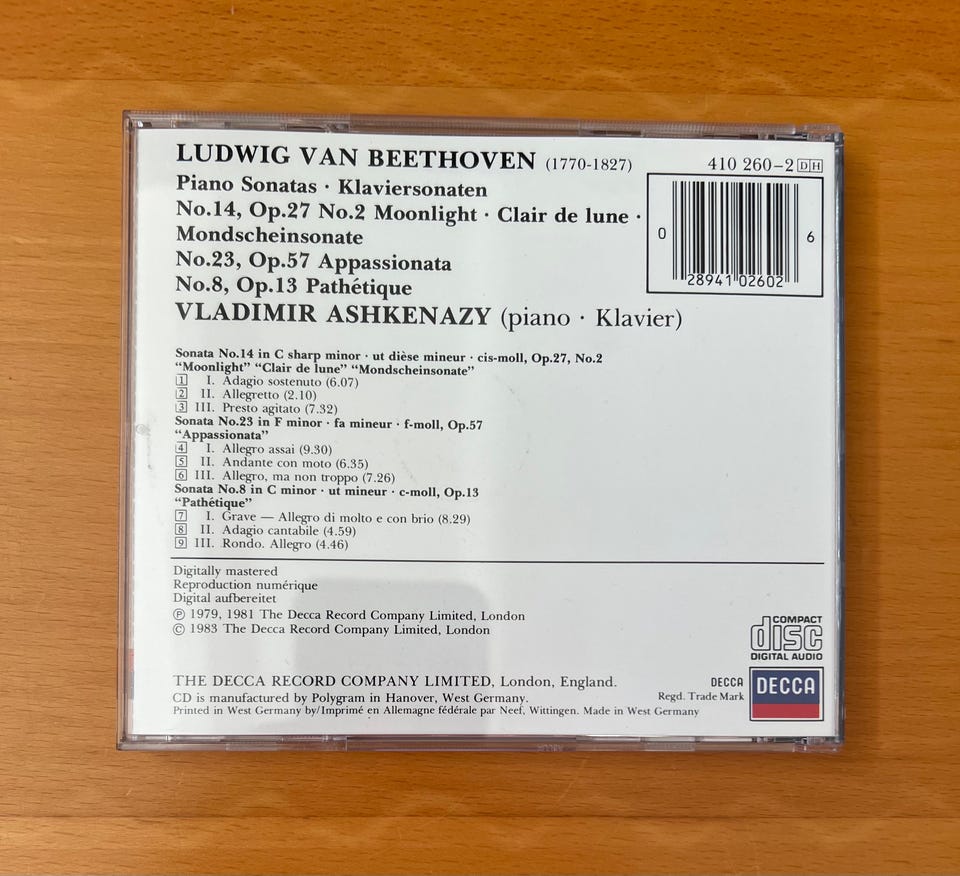 LUDWIG VAN BEETHOVEN (1770-1827)
410 260-2 DH
Piano Sonatas · Klaviersonaten
No.14, Op.27 No.2 Moonlight · Clair de lune ·
Mondscheinsonate
No.23, Op.57 Appassionata
No.8, Op.13 Pathétique
0 28941 02602 6
VLADIMIR ASHKENAZY (piano · Klavier)
Sonata No.14 in C sharp minor · ut dièse mineur · cis-moll, Op.27, No.2
“Moonlight” “Clair de lune” “Mondscheinsonate”
1 I. Adagio sostenuto (6.07)
2 II. Allegretto (2.10)
3 III. Presto agitato (7.32)
Sonata No.23 in F minor · fa mineur · f-moll, Op.57
“Appassionata”
4 I. Allegro assai (9.30)
5 II. Andante con moto (6.35)
6 III. Allegro, ma non troppo (7.26)
Sonata No.8 in C minor · ut mineur · c-moll, Op.13
“Pathétique”
7 I. Grave — Allegro di molto e con brio (8.29)
8 II. Adagio cantabile (4.59)
9 III. Rondo. Allegro (4.46)
Digitally mastered
Reproduction numérique
Digital aufbereitet
Ⓟ 1979, 1981 The Decca Record Company Limited, London
© 1983 The Decca Record Company Limited, London
COMPACT
disc
DIGITAL AUDIO
THE DECCA RECORD COMPANY LIMITED, London, England.
CD is manufactured by Polygram in Hanover, West Germany.
Printed in West Germany by/Imprimé en Allemagne fédérale par Neef, Wittingen. Made in West Germany
DECCA
Regd. Trade Mark
DECCA